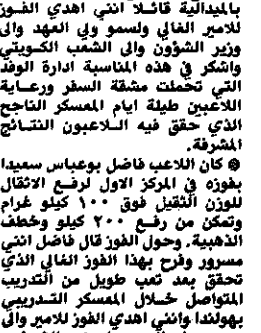 بالميدالية قائلا انني اهدي الفوز
للامير الغالي ولسمو ولي العهد والى
وزير الشؤون والى الشعب الكويتي
واشكر في هذه المناسبة ادارة الوفد
التي تحملت مشقة السفر ورعاية
اللاعبين طيلة ايام المعسكر الناجح
الذي حقق فيه اللاعبون النتائج
المشرفة.
كان اللاعب فاضل بوعباس سعيدا
بفوزه في المركز الاول لرفع الاثقال
للوزن الثقيل فوق ١٠٠ كيلو غرام
وتمكن من رفع ٢٠٠ كيلو وخطف
الذهبية. وحول الفوز قال فاضل انني
مسرور وفرح بهذا الفوز الغالي الذي
تحقق بعد تعب طويل من التدريب
المتواصل خلال المعسكر التدريبي
بهولندا وانني اهدي الفوز للامير والى